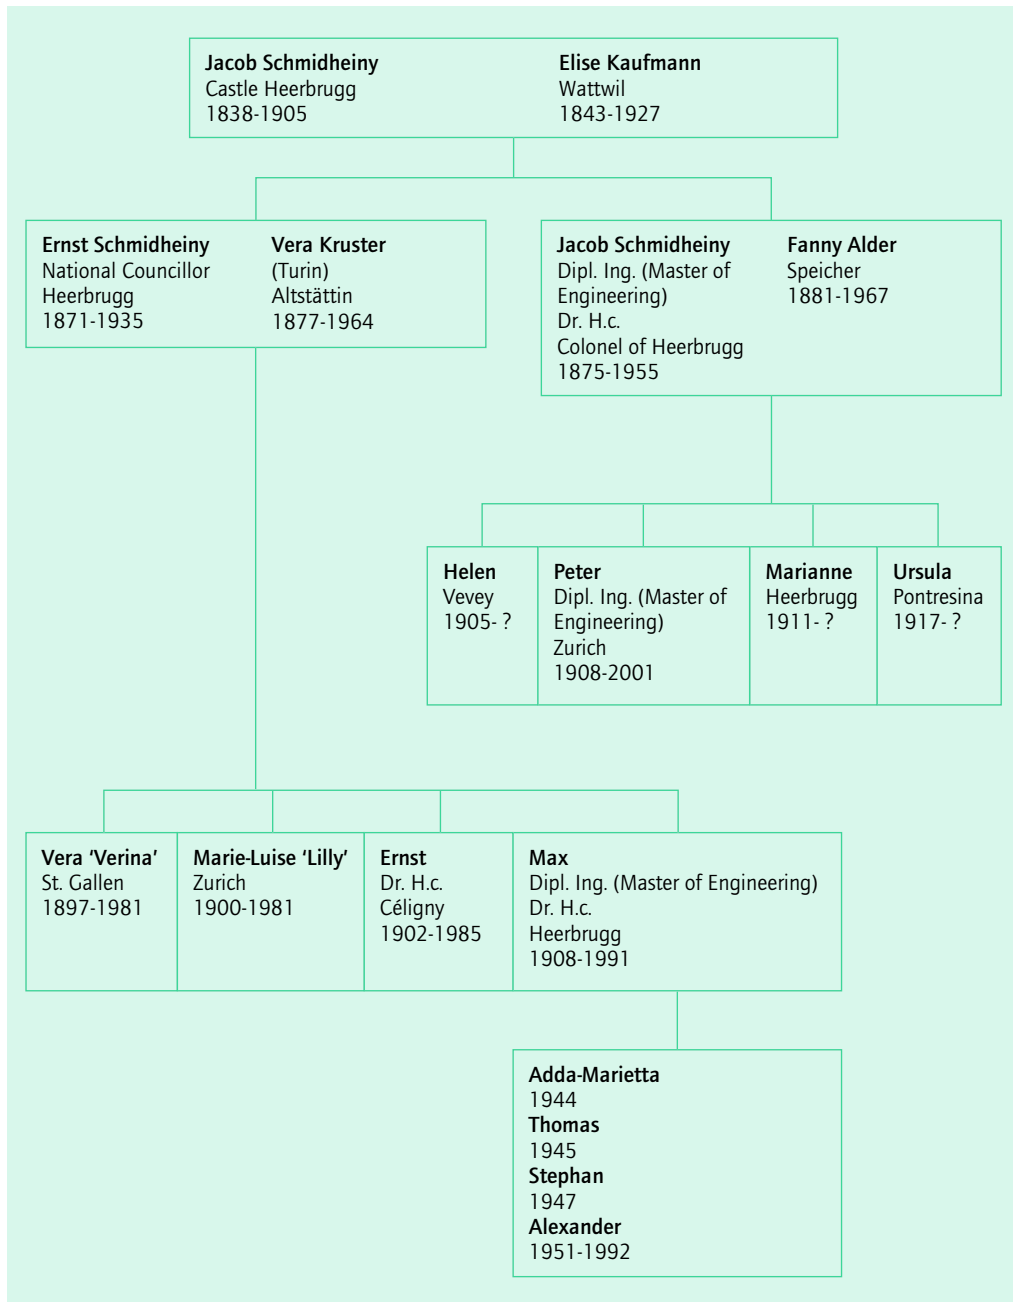 Jacob Schmidheiny
Castle Heerbrugg
1838-1905
Elise Kaufmann
Wattwil
1843-1927
Ernst Schmidheiny
National Councillor
Heerbrugg
1871-1935
Vera Kruster
(Turin)
Altstättin
1877-1964
Jacob Schmidheiny
Dipl. Ing. (Master of
Engineering)
Dr. H.c.
Colonel of Heerbrugg
1875-1955
Fanny Alder
Speicher
1881-1967
Helen
Vevey
1905- ?
Peter
Dipl. Ing. (Master of
Engineering)
Zurich
1908-2001
Marianne
Heerbrugg
1911- ?
Ursula
Pontresina
1917- ?
Vera ‘Verina’
St. Gallen
1897-1981
Marie-Luise ‘Lilly’
Zurich
1900-1981
Ernst
Dr. H.c.
Céligny
1902-1985
Max
Dipl. Ing. (Master of Engineering)
Dr. H.c.
Heerbrugg
1908-1991
Adda-Marietta
1944
Thomas
1945
Stephan
1947
Alexander
1951-1992